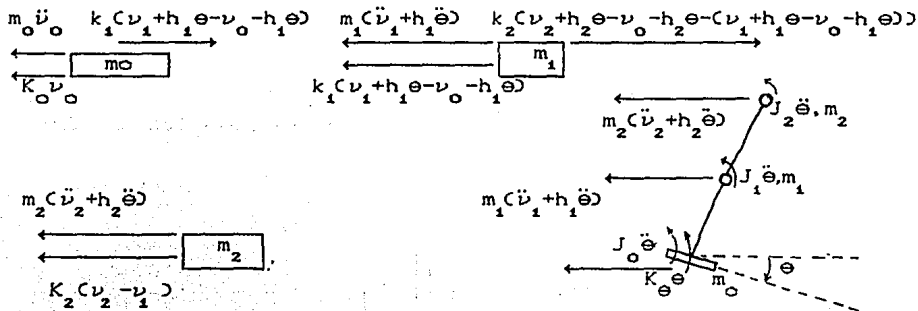 m₀ν̈₀ k₁(ν₁+h₁θ-ν₀-h₁θ) m₁(ν̈₁+h₁θ̈) k₂(ν₂+h₂θ-ν₀-h₂θ-(ν₁+h₁θ-ν₀-h₁θ))
m₀ m₁
K₀ν₀ k₁(ν₁+h₁θ-ν₀-h₁θ)
J₂θ̈, m₂
m₂(ν̈₂+h₂θ̈)
J₁θ̈, m₁
m₂(ν̈₂+h₂θ̈) m₁(ν̈₁+h₁θ̈)
m₂
J₀θ̈
K₂(ν₂-ν₁) K_θθ m₀ θ